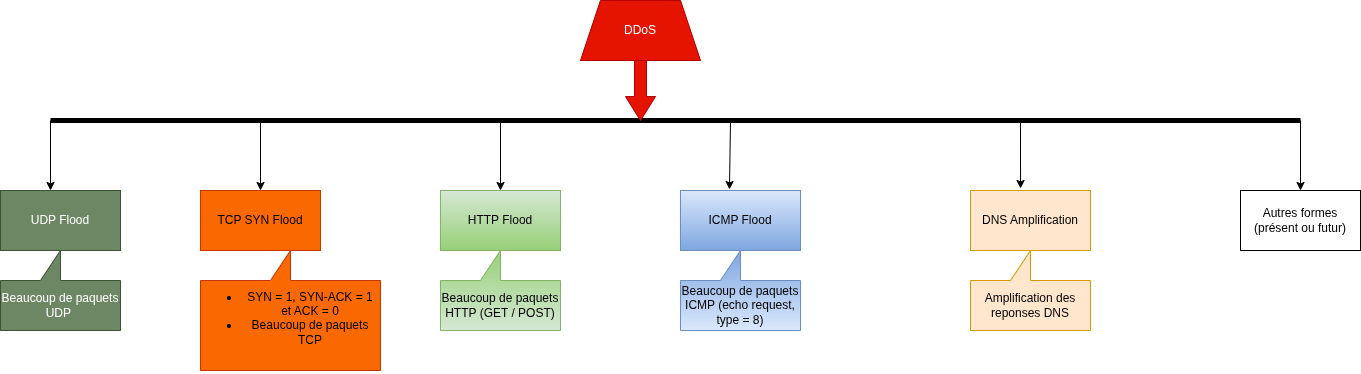 DDoS
UDP Flood
TCP SYN Flood
HTTP Flood
ICMP Flood
DNS Amplification
Autres formes
(présent ou futur)
Beaucoup de paquets
UDP
• SYN = 1, SYN-ACK = 1
et ACK = 0
• Beaucoup de paquets
TCP
Beaucoup de paquets
HTTP (GET / POST)
Beaucoup de paquets
ICMP (echo request,
type = 8)
Amplification des
reponses DNS